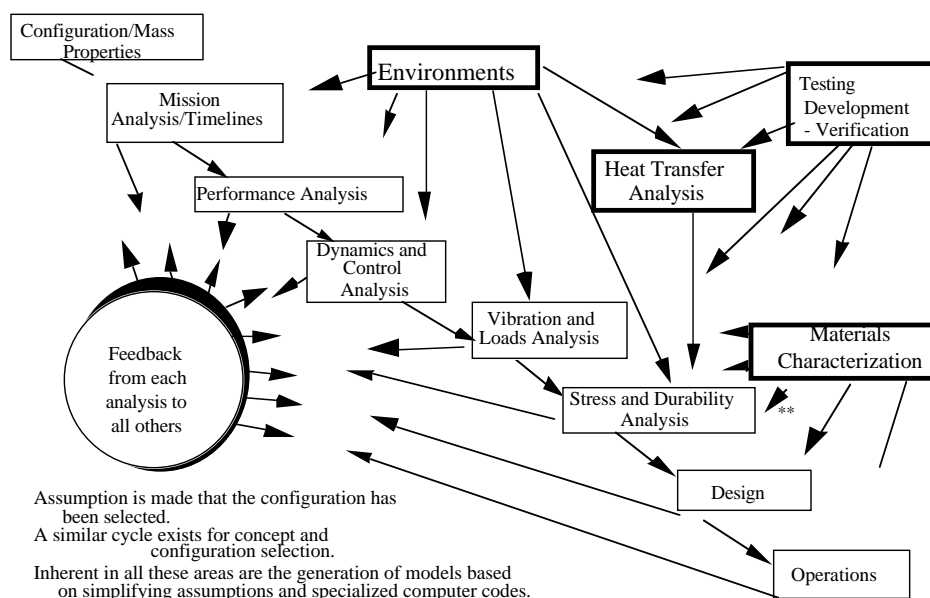 Configuration/Mass
Properties
Environments
Testing
Development
- Verification
Mission
Analysis/Timelines
Heat Transfer
Analysis
Performance Analysis
Dynamics and
Control
Analysis
Vibration and
Loads Analysis
Materials
Characterization
Feedback
from each
analysis to
all others
Stress and Durability
Analysis
**
Design
Operations
Assumption is made that the configuration has
been selected.
A similar cycle exists for concept and
configuration selection.
Inherent in all these areas are the generation of models based
on simplifying assumptions and specialized computer codes.